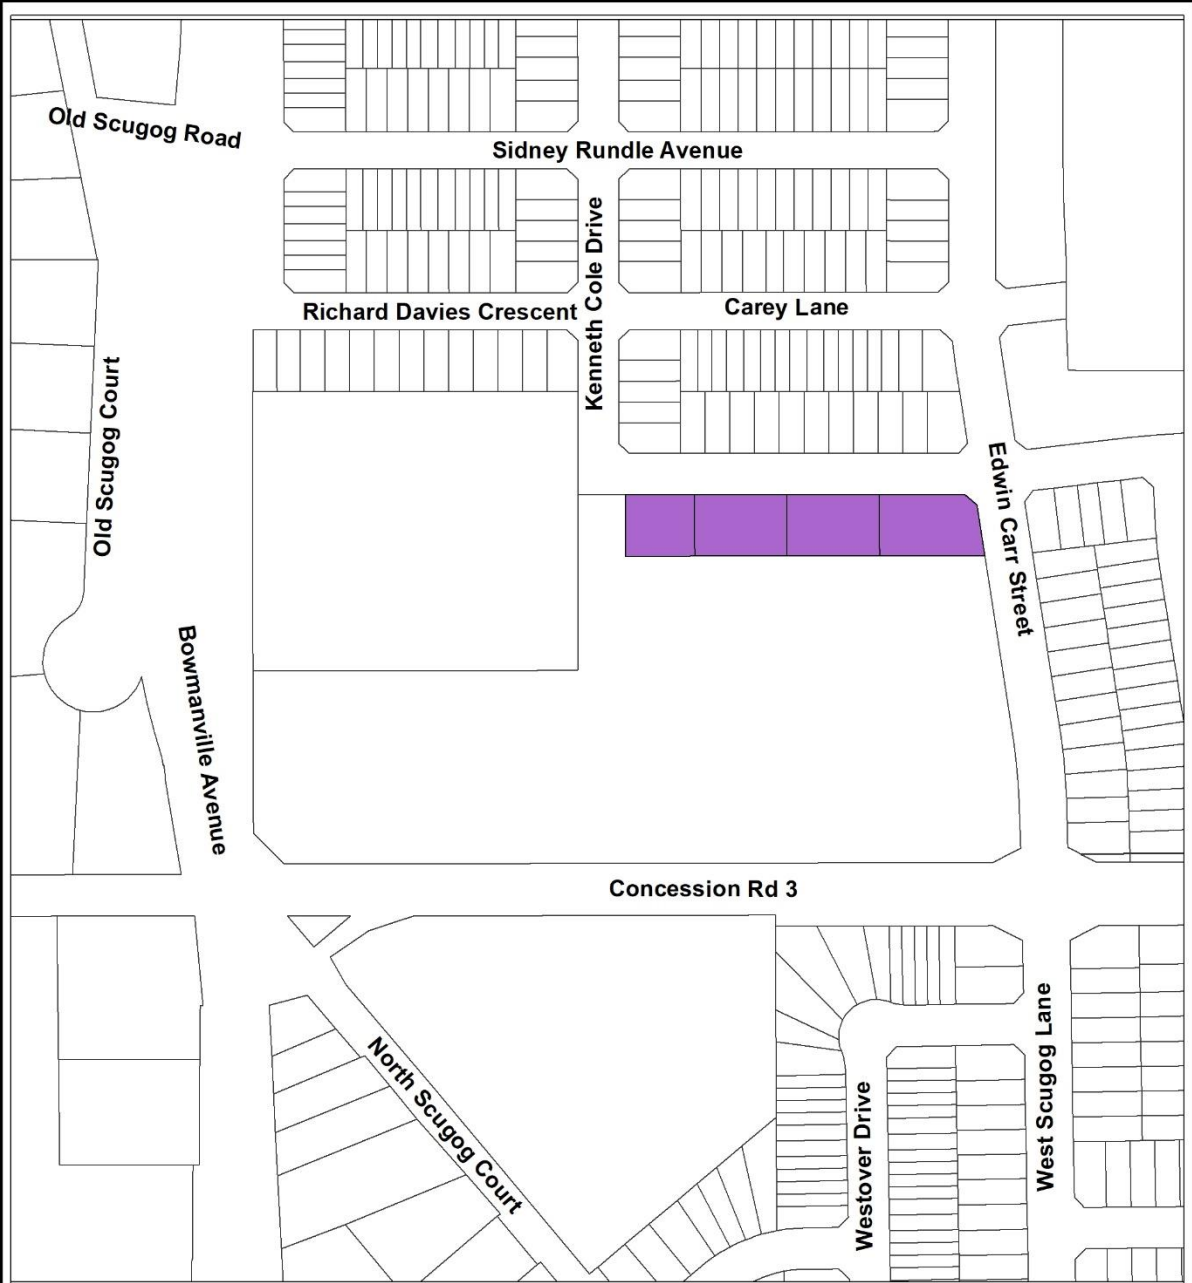 Old Scugog Road
Sidney Rundle Avenue
Kenneth Cole Drive
Richard Davies Crescent
Carey Lane
Old Scugog Court
Edwin Carr Street
Bowmanville Avenue
Concession Rd 3
North Scugog Court
West Scugog Lane
Westover Drive